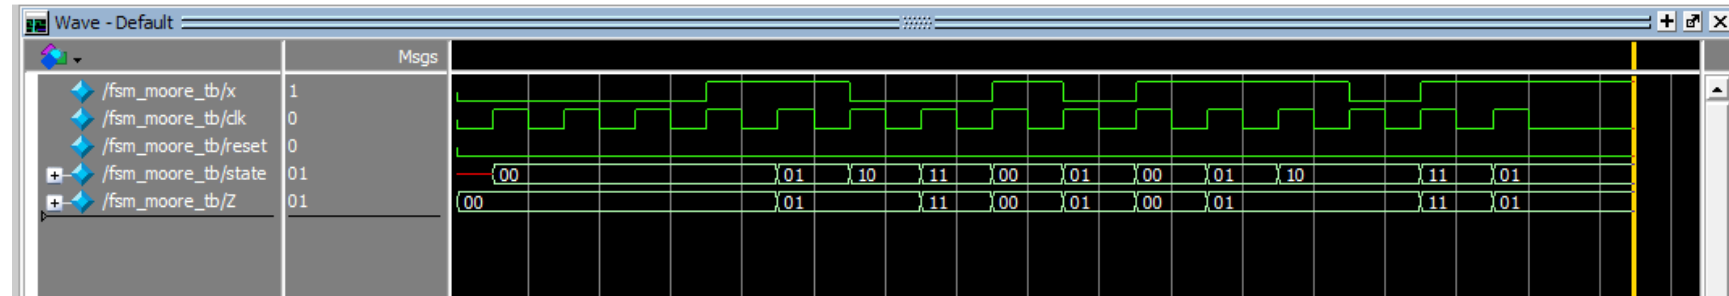 Wave - Default
Msgs
/fsm_moore_tb/x 1
/fsm_moore_tb/clk 0
/fsm_moore_tb/reset 0
/fsm_moore_tb/state 01 00 01 10 11 00 01 00 01 10 11 01
/fsm_moore_tb/Z 01 00 01 11 00 01 00 01 11 01